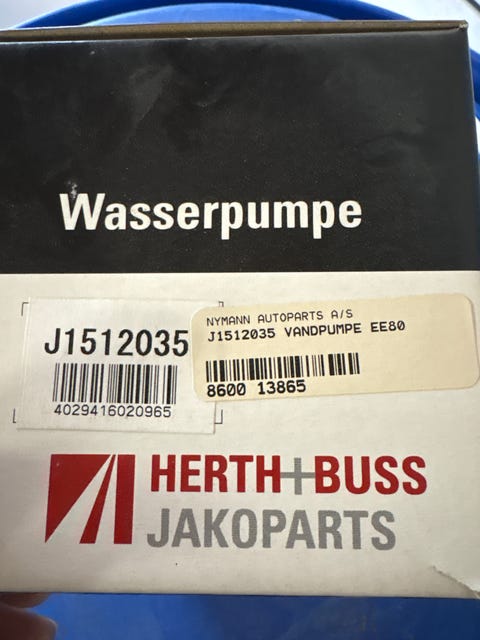 Wasserpumpe
J1512035
4029416020965
NYMANN AUTOPARTS A/S
J1512035 VANDPUMPE EE80
8600 13865
HERTH+BUSS
JAKOPARTS